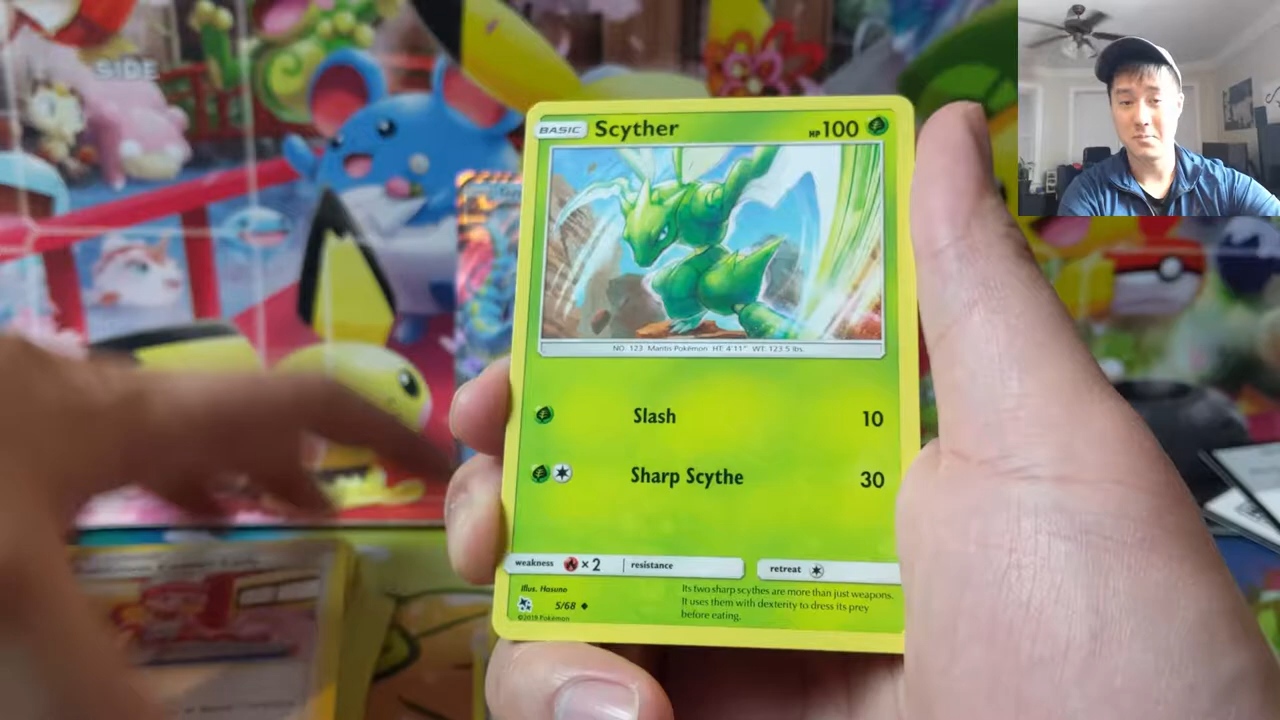 SIDE
BASIC Scyther HP 100
NO: 123 Mantis Pokémon HT: 4'11" WT: 123.5 lbs.
Slash 10
Sharp Scythe 30
weakness ×2 resistance retreat
Illus. Hasuno
5/68
©2019 Pokémon
Its two sharp scythes are more than just weapons.
It uses them with dexterity to dress its prey
before eating.